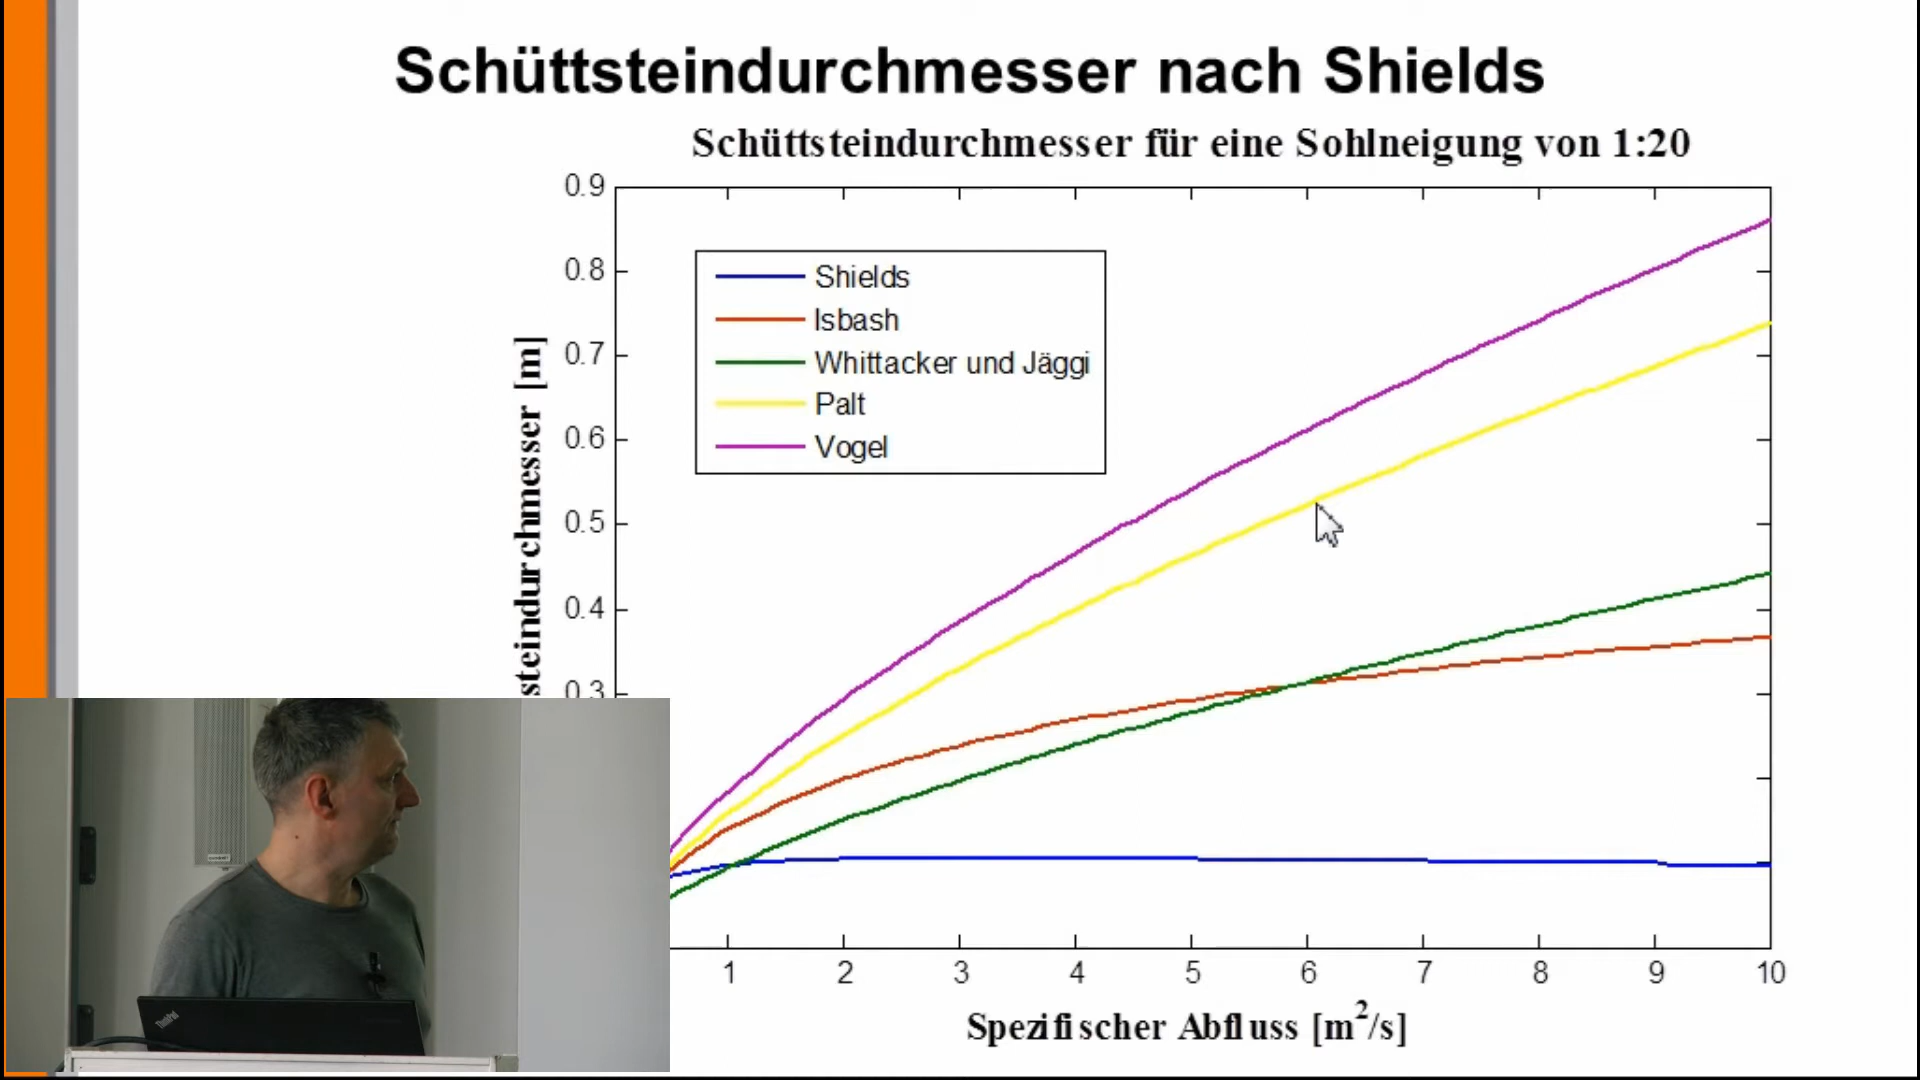 Schüttsteindurchmesser nach Shields
Schüttsteindurchmesser für eine Sohlneigung von 1:20
0.9
0.8
0.7
0.6
0.5
0.4
0.3
steindurchmesser [m]
Shields
Isbash
Whittacker und Jäggi
Palt
Vogel
1 2 3 4 5 6 7 8 9 10
Spezifischer Abfluss [m²/s]
ThinkPad